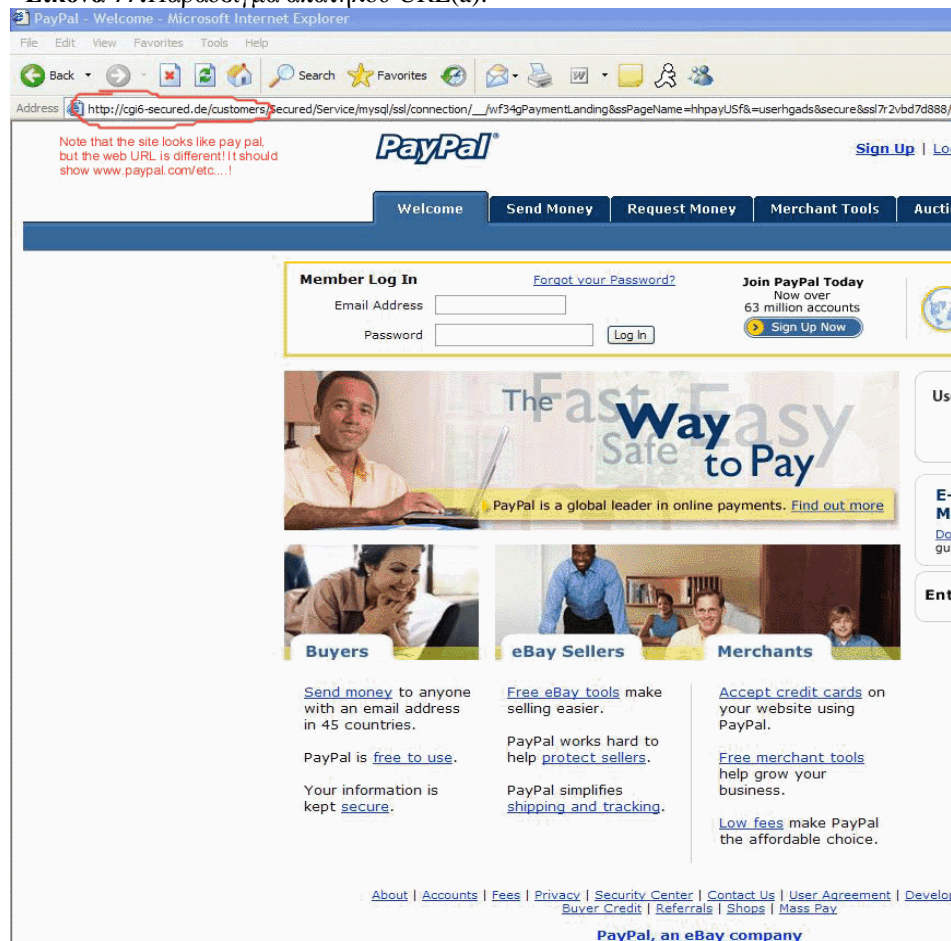 PayPal - Welcome - Microsoft Internet Explorer
File Edit View Favorites Tools Help
Back Search Favorites
Address http://cgi6-secured.de/customers/Secured/Service/mysql/ssl/connection/__/wf34gPaymentLanding&ssPageName=hhpayUSf&=userhgads&secure&ssl7r2vbd7d888/
Note that the site looks like pay pal,
but the web URL is different! It should
show www.paypal.com/etc....!
PayPal®
Sign Up | Lo
Welcome Send Money Request Money Merchant Tools Aucti
Member Log In Forgot your Password?
Email Address
Password Log In
Join PayPal Today
Now over
63 million accounts
Sign Up Now
The Fast Easy
Way
Safe
to Pay
PayPal is a global leader in online payments. Find out more
Us
E-
M
Do
gu
Ent
Buyers eBay Sellers Merchants
Send money to anyone
with an email address
in 45 countries.
PayPal is free to use.
Your information is
kept secure.
Free eBay tools make
selling easier.
PayPal works hard to
help protect sellers.
PayPal simplifies
shipping and tracking.
Accept credit cards on
your website using
PayPal.
Free merchant tools
help grow your
business.
Low fees make PayPal
the affordable choice.
About | Accounts | Fees | Privacy | Security Center | Contact Us | User Agreement | Develo
Buyer Credit | Referrals | Shops | Mass Pay
PayPal, an eBay company